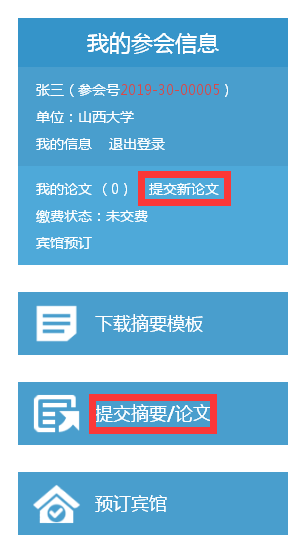 我的参会信息
张三（参会号2019-30-00005）
单位：山西大学
我的信息 退出登录
我的论文 （0） 提交新论文
缴费状态：未交费
宾馆预订
下载摘要模板
提交摘要/论文
预订宾馆